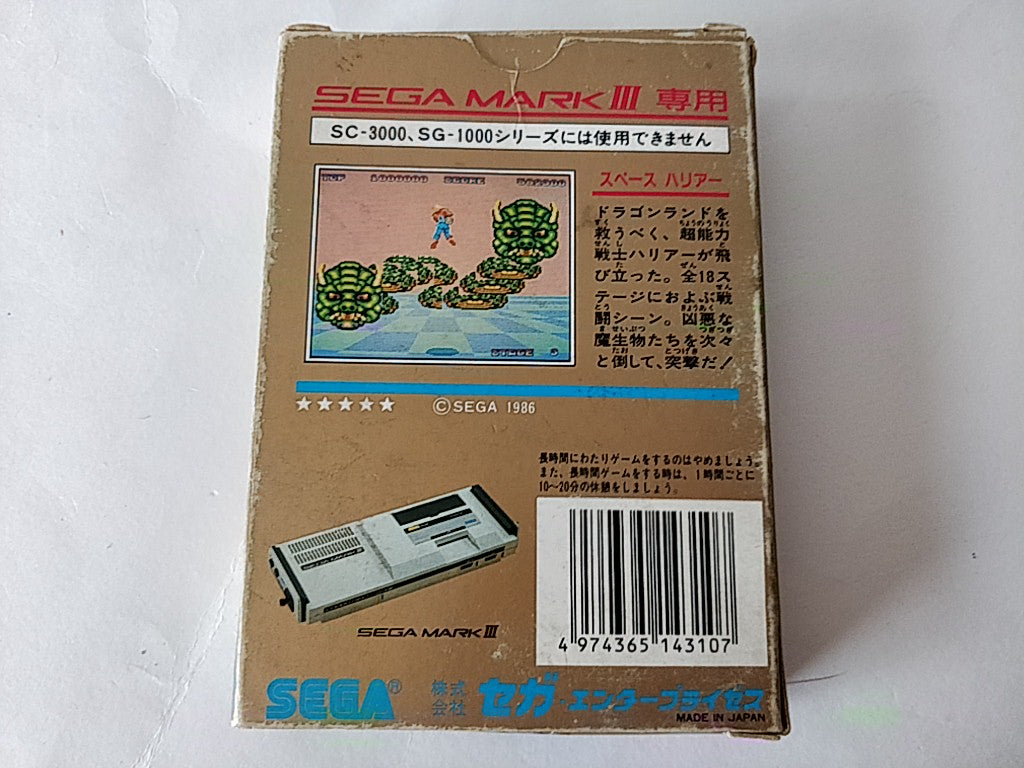 SEGA MARK III 専用
SC-3000、SG-1000シリーズには使用できません
TOP 1000000 SCORE 582300
STAGE 5
スペース ハリアー
ドラゴンランドを
救うべく、超能力
戦士ハリアーが飛
び立った。全18ス
テージにおよぶ戦
闘シーン。凶悪な
魔生物たちを次々
と倒して、突撃だ!
★★★★★ ©SEGA 1986
長時間にわたりゲームをするのはやめましょう。
また、長時間ゲームをする時は、1時間ごとに
10〜20分の休憩をしましょう。
SEGA MARK III
4 974365 143107
SEGA® 株式会社 セガ・エンタープライゼス
MADE IN JAPAN